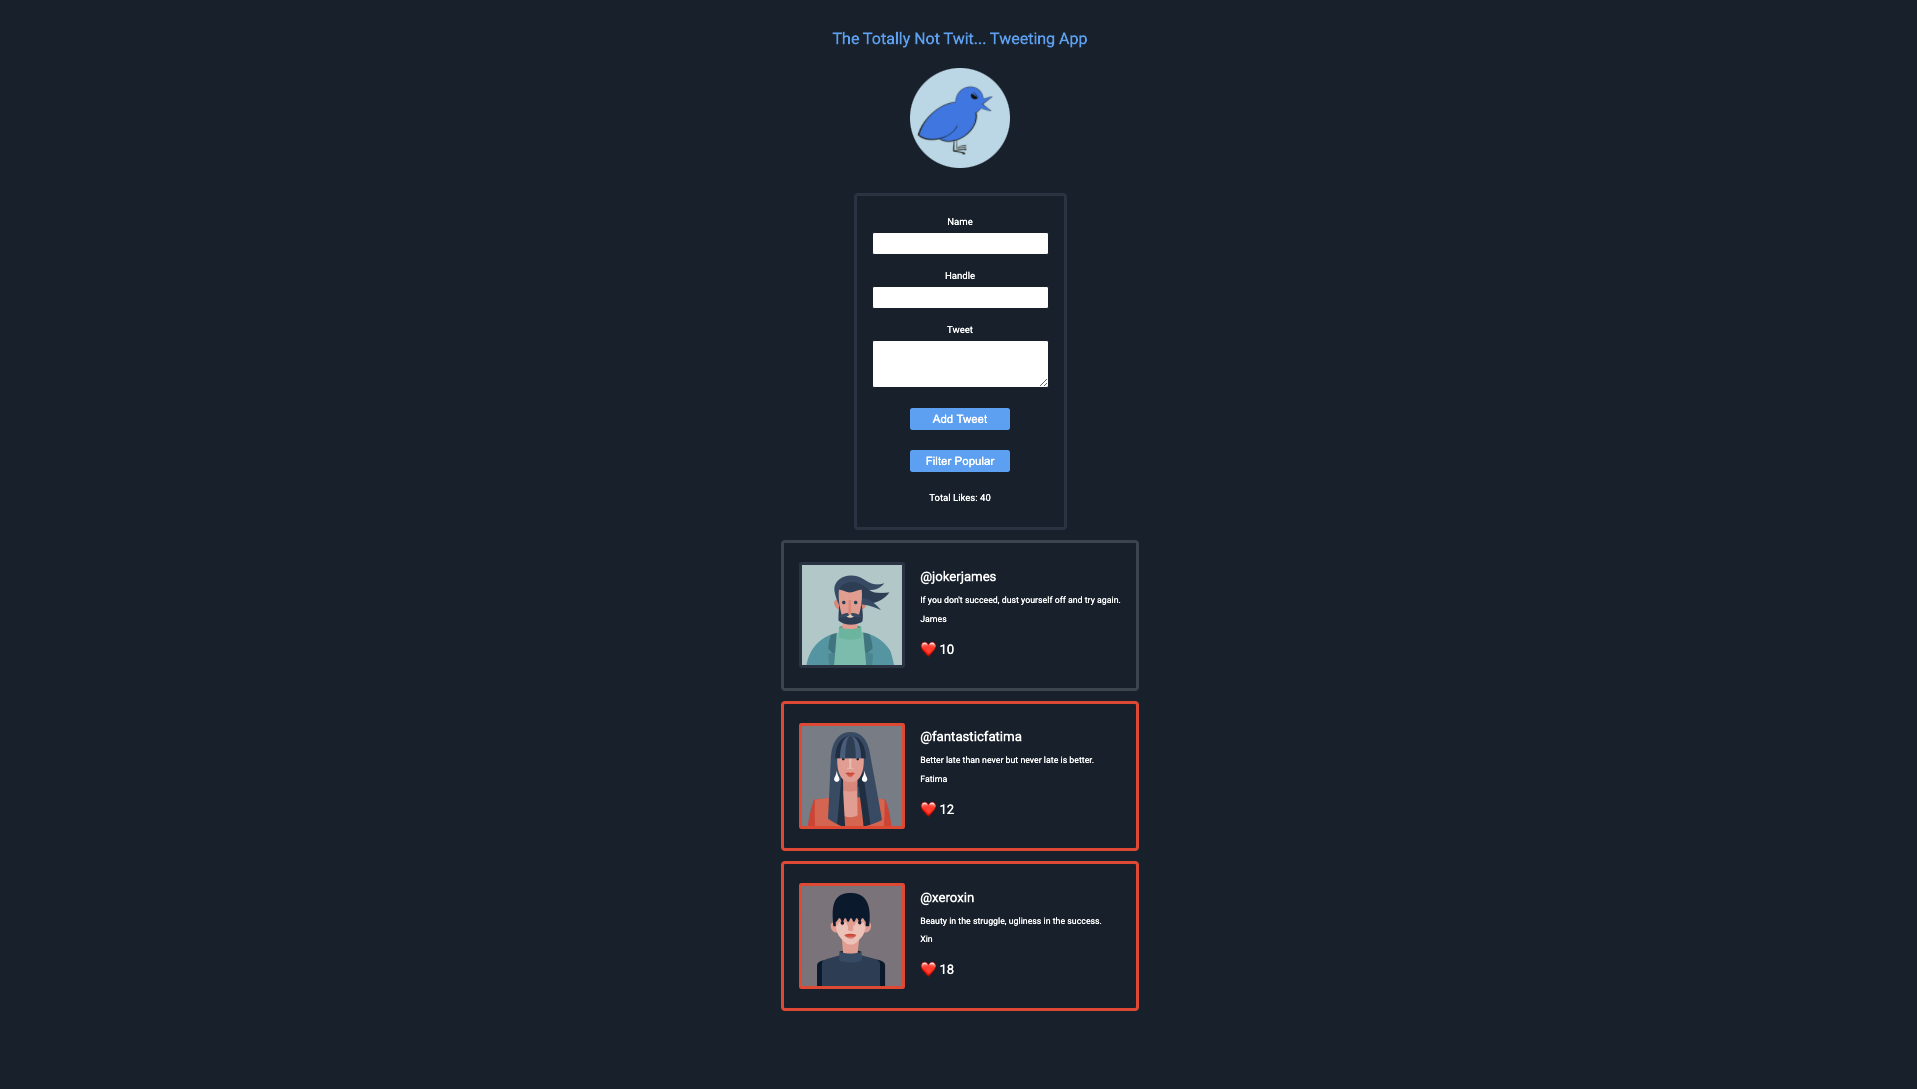 The Totally Not Twit... Tweeting App
Name
Handle
Tweet
Add Tweet
Filter Popular
Total Likes: 40
@jokerjames
If you don't succeed, dust yourself off and try again.
James
❤️ 10
@fantasticfatima
Better late than never but never late is better.
Fatima
❤️ 12
@xeroxin
Beauty in the struggle, ugliness in the success.
Xin
❤️ 18